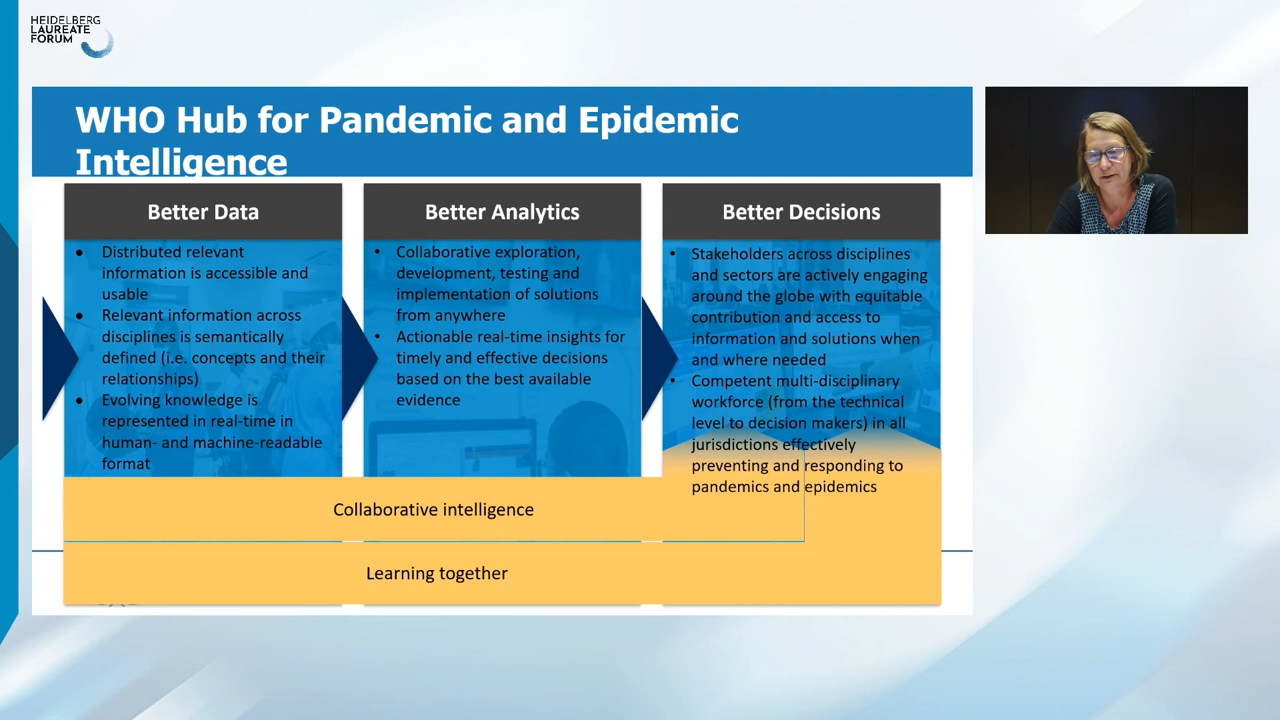 HEIDELBERG
LAUREATE
FORUM
WHO Hub for Pandemic and Epidemic
Intelligence
Better Data
• Distributed relevant
information is accessible and
usable
• Relevant information across
disciplines is semantically
defined (i.e. concepts and their
relationships)
• Evolving knowledge is
represented in real-time in
human- and machine-readable
format
Better Analytics
• Collaborative exploration,
development, testing and
implementation of solutions
from anywhere
• Actionable real-time insights for
timely and effective decisions
based on the best available
evidence
Better Decisions
• Stakeholders across disciplines
and sectors are actively engaging
around the globe with equitable
contribution and access to
information and solutions when
and where needed
• Competent multi-disciplinary
workforce (from the technical
level to decision makers) in all
jurisdictions effectively
preventing and responding to
pandemics and epidemics
Collaborative intelligence
Learning together